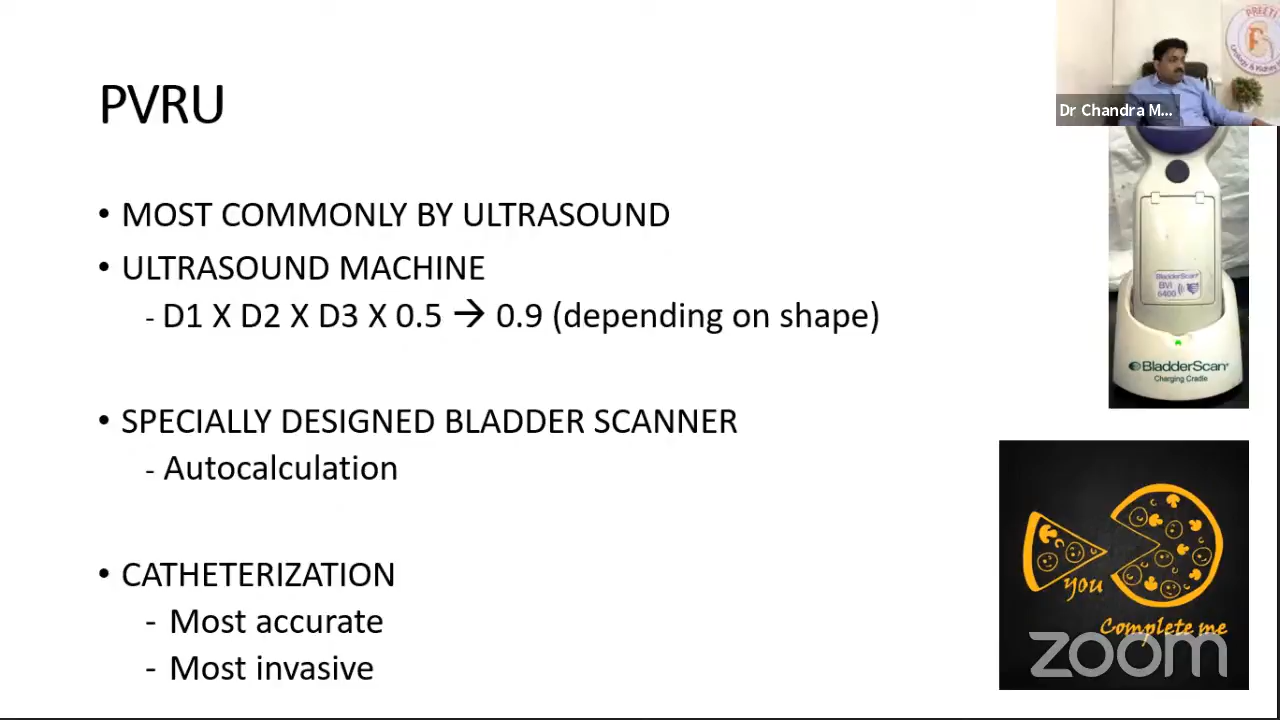 PVRU
• MOST COMMONLY BY ULTRASOUND
• ULTRASOUND MACHINE
- D1 X D2 X D3 X 0.5 → 0.9 (depending on shape)
• SPECIALLY DESIGNED BLADDER SCANNER
- Autocalculation
• CATHETERIZATION
- Most accurate
- Most invasive
PREETI
Dr Chandra M...
BladderScan
BVI
6400
BladderScan
Charging Cradle
you
Complete me
zoom